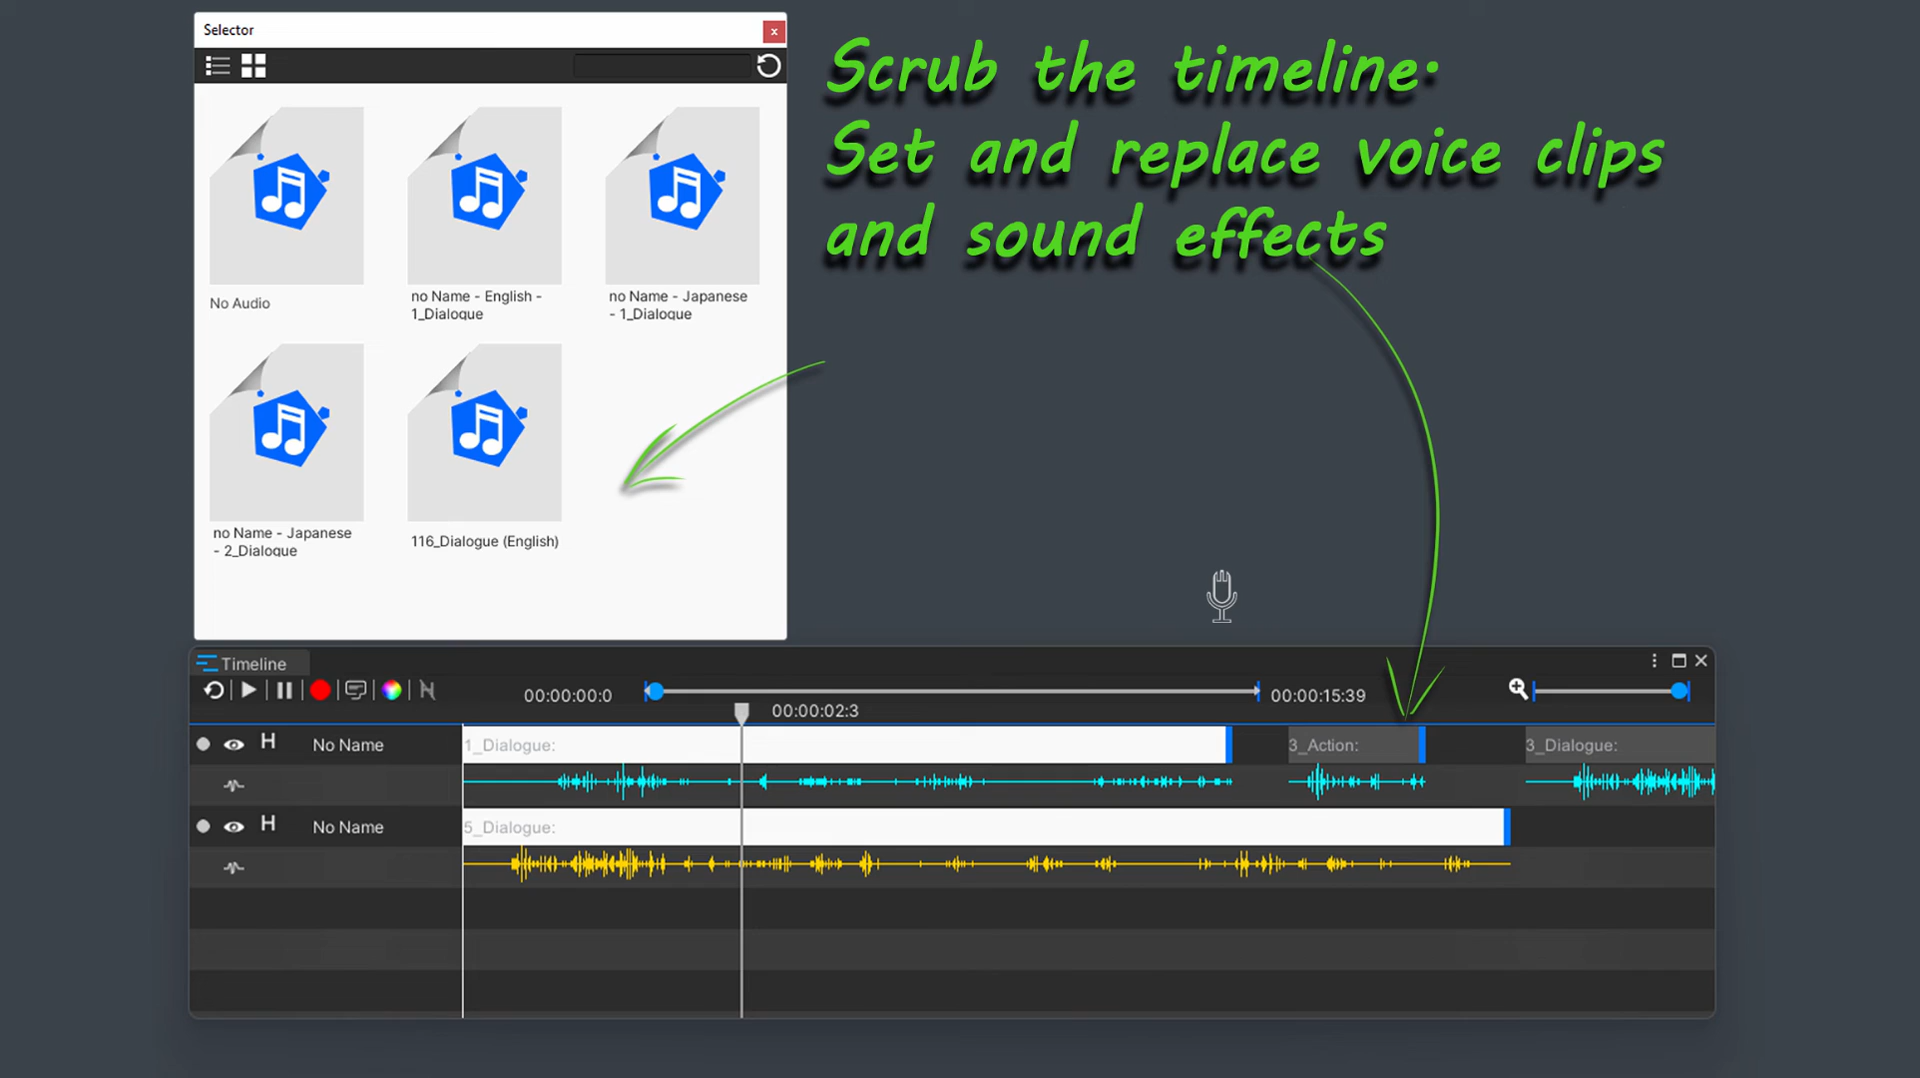 Selector
x
Scrub the timeline:
Set and replace voice clips
and sound effects
No Audio
no Name - English -
1_Dialogue
no Name - Japanese
- 1_Dialogue
no Name - Japanese
- 2_Dialogue
116_Dialogue (English)
Timeline
00:00:00:0
00:00:15:39
00:00:02:3
H
No Name
1_Dialogue:
3_Action:
3_Dialogue:
H
No Name
5_Dialogue: